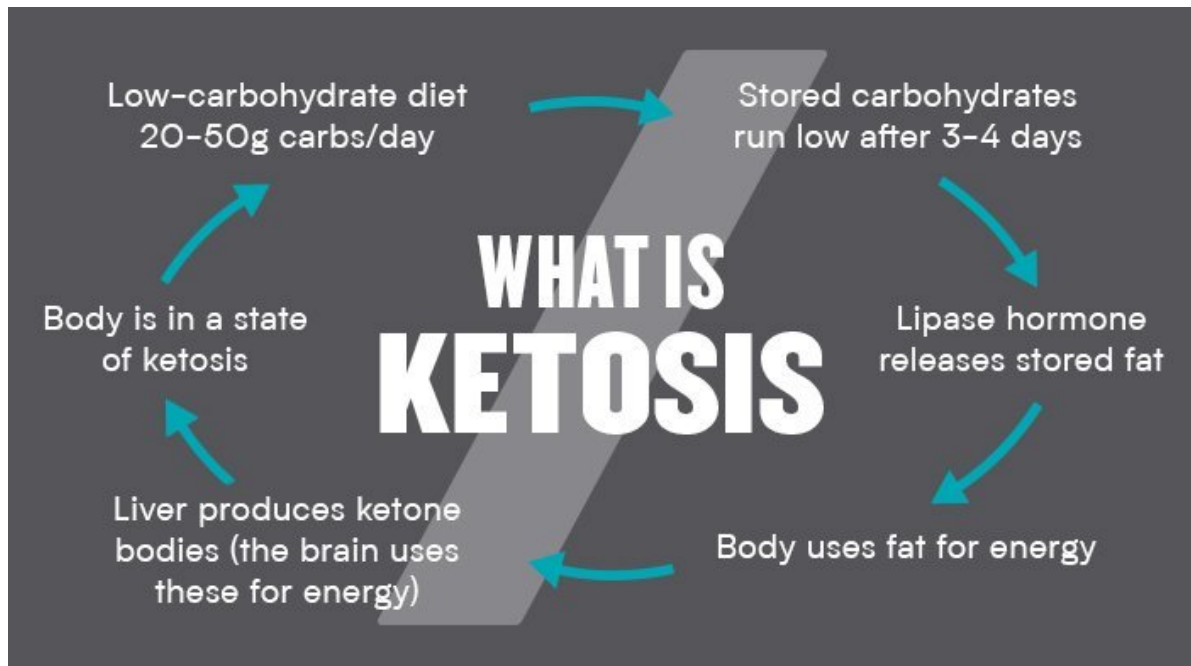 Low-carbohydrate diet
20-50g carbs/day
Stored carbohydrates
run low after 3-4 days
Lipase hormone
releases stored fat
Body uses fat for energy
Liver produces ketone
bodies (the brain uses
these for energy)
Body is in a state
of ketosis
WHAT IS
KETOSIS